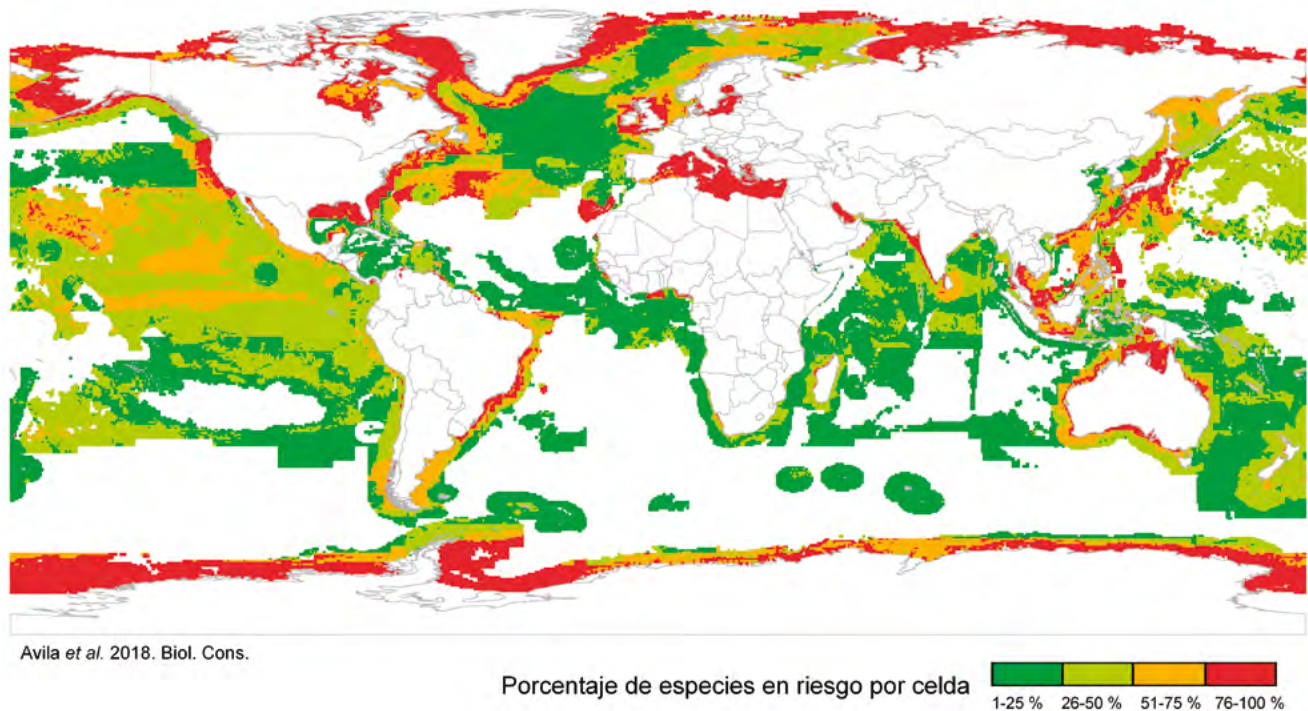 Avila et al. 2018. Biol. Cons.
Porcentaje de especies en riesgo por celda
1-25 % 26-50 % 51-75 % 76-100 %